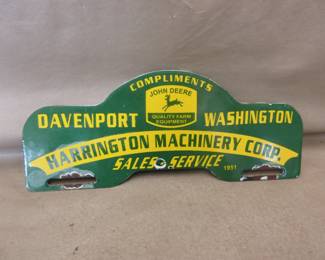 COMPLIMENTS
JOHN DEERE
QUALITY FARM
EQUIPMENT
DAVENPORT WASHINGTON
HARRINGTON MACHINERY CORP.
SALES SERVICE
1951